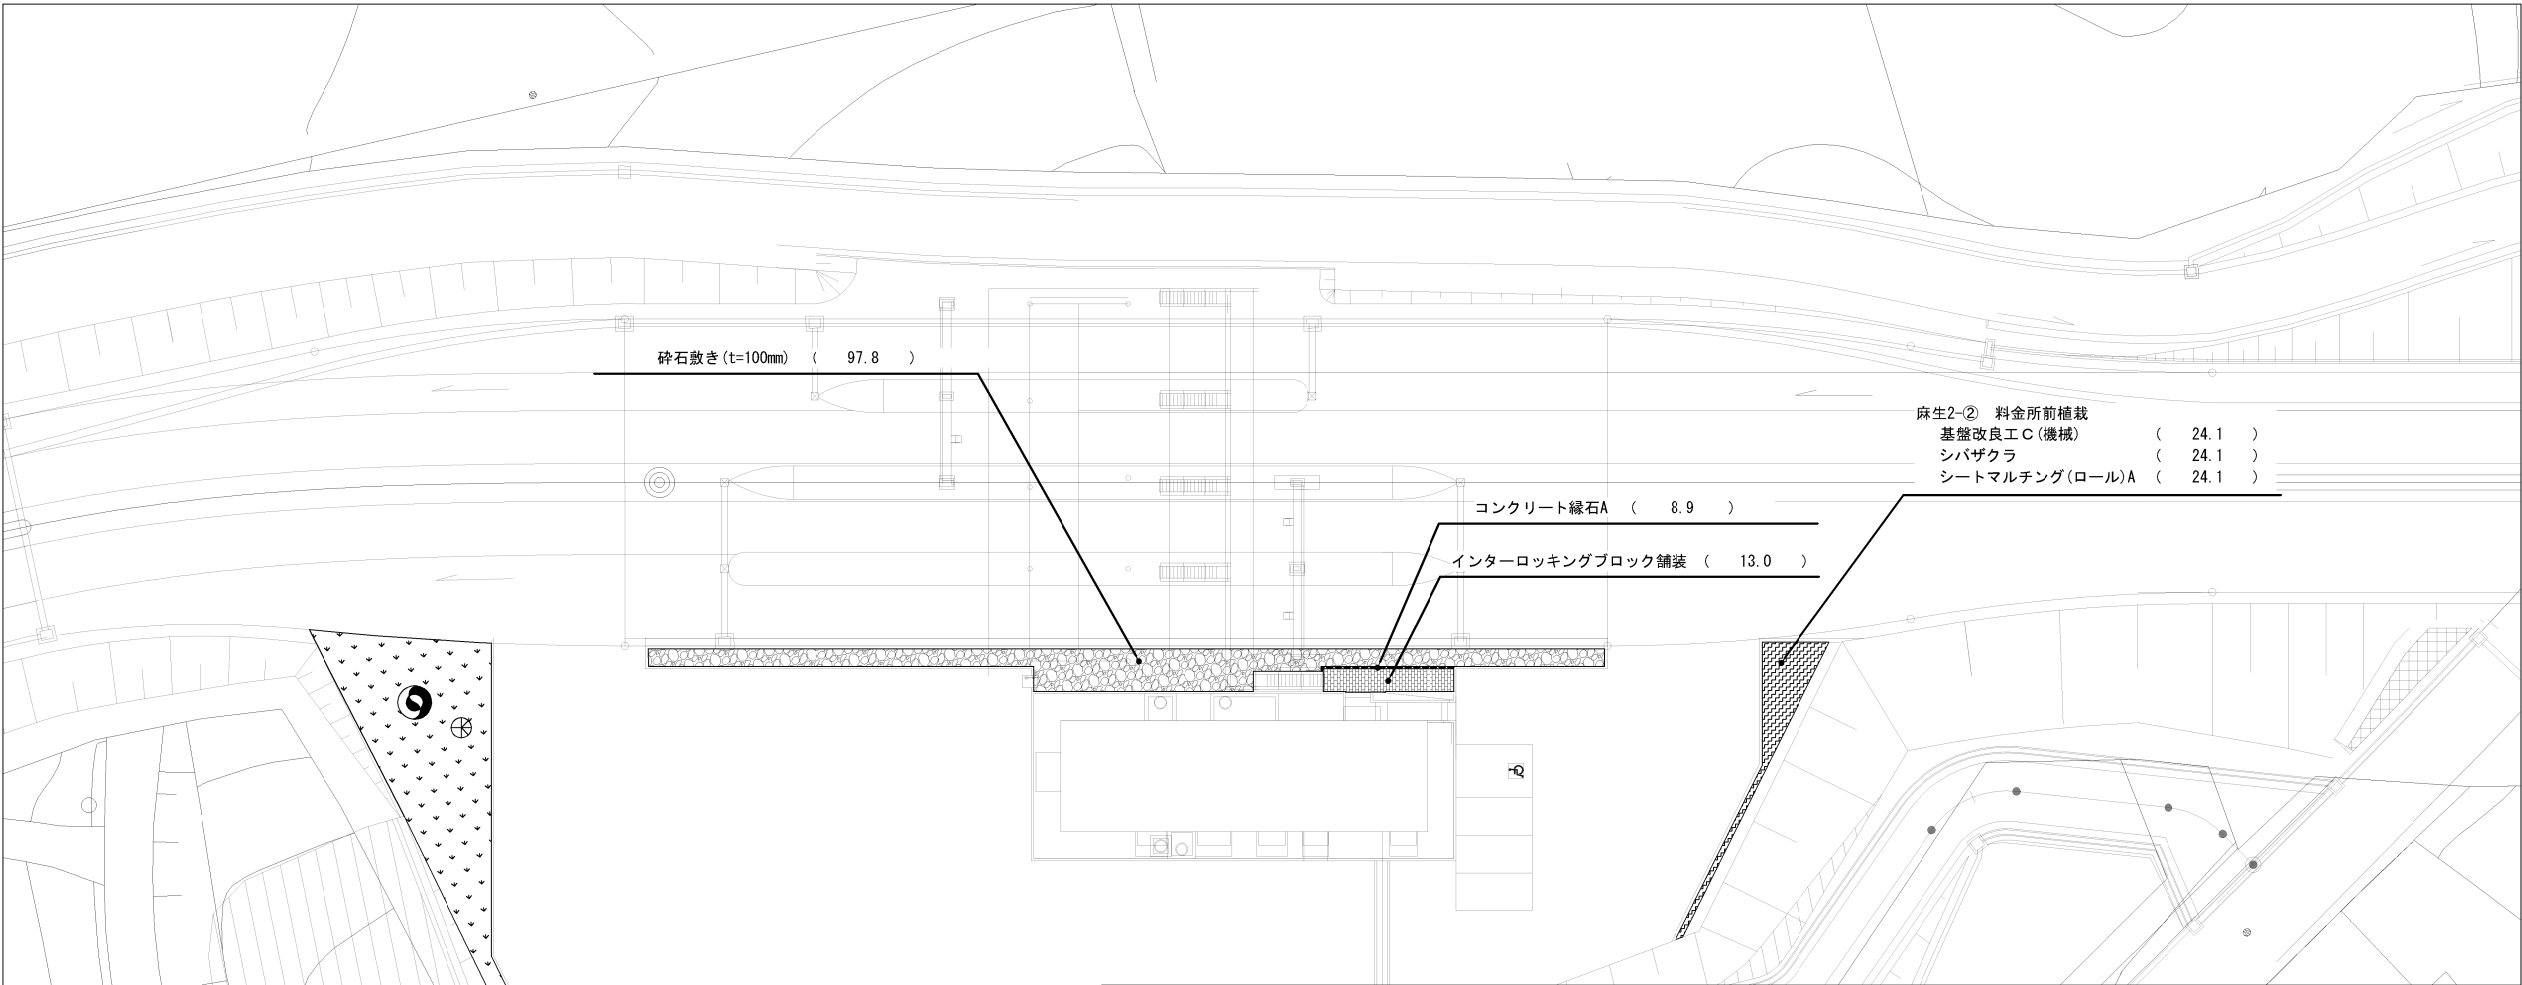 砕石敷き(t=100mm) ( 97.8 )
麻生2-② 料金所前植栽
基盤改良工C(機械) ( 24.1 )
シバザクラ ( 24.1 )
シートマルチング(ロール)A ( 24.1 )
コンクリート縁石A ( 8.9 )
インターロッキングブロック舗装 ( 13.0 )